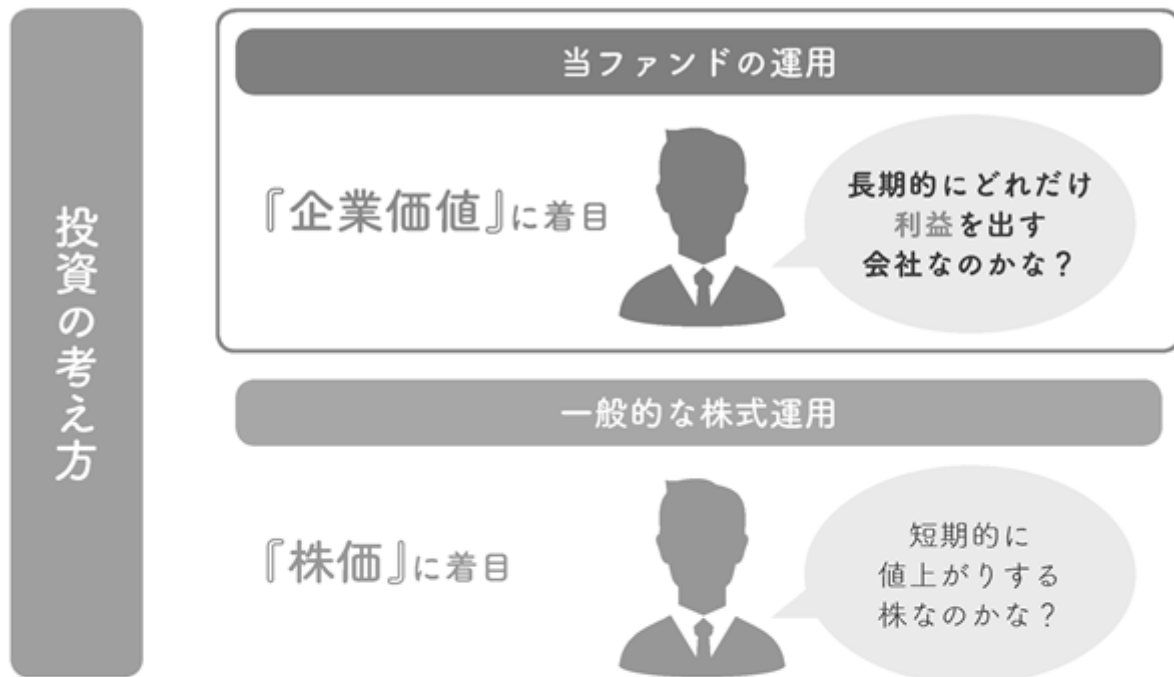 投資の考え方
当ファンドの運用
『企業価値』に着目
長期的にどれだけ
利益を出す
会社なのかな？
一般的な株式運用
『株価』に着目
短期的に
値上がりする
株なのかな？